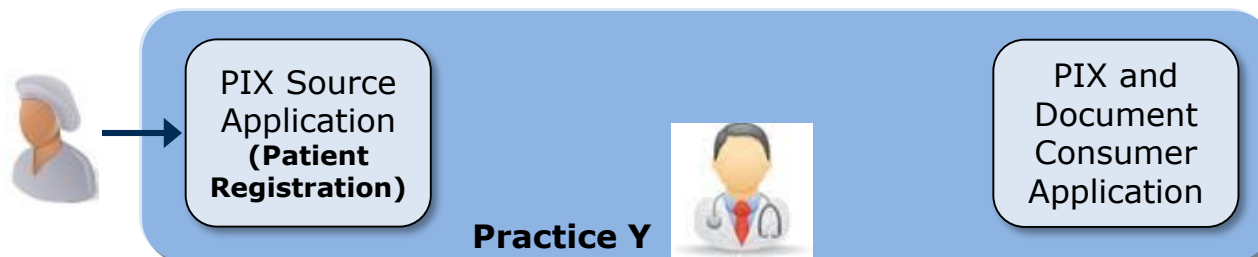 PIX Source
Application
(Patient
Registration)
Practice Y
PIX and
Document
Consumer
Application